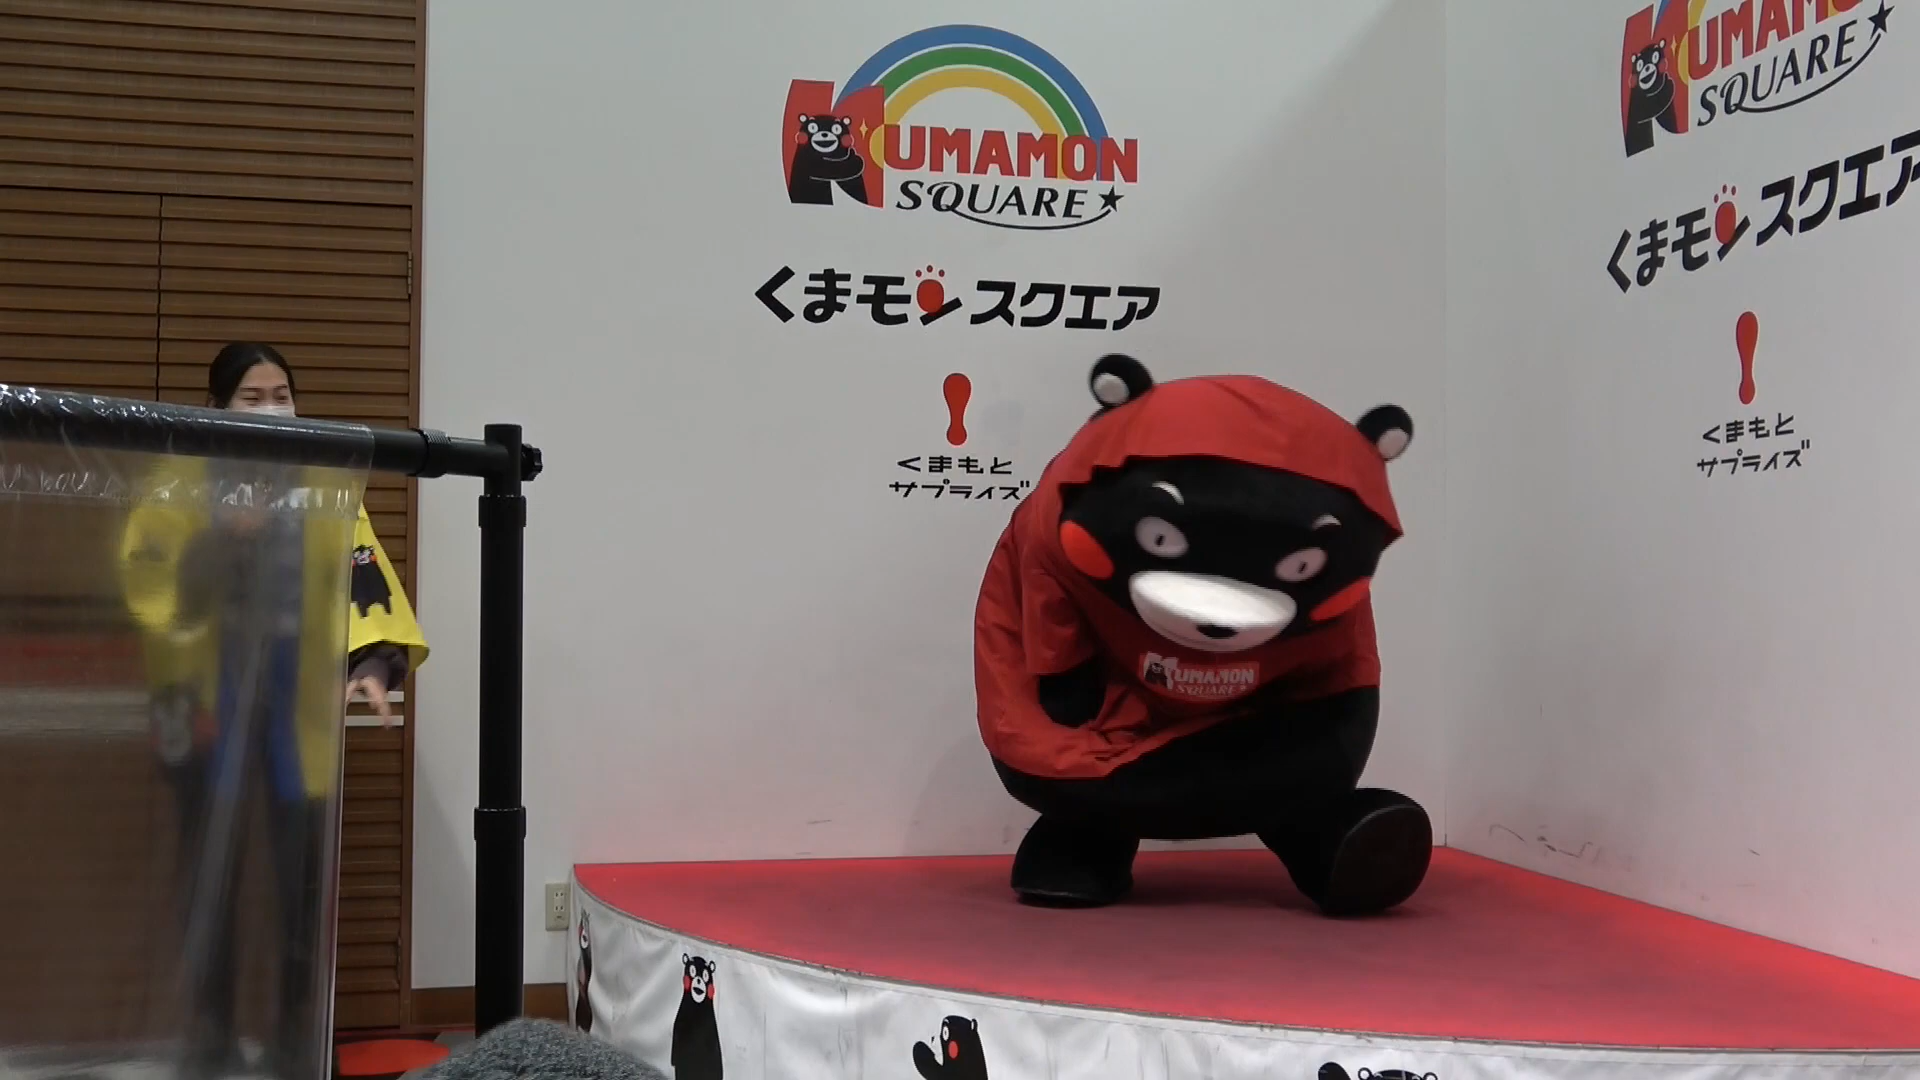 KUMAMON
SQUARE
くまモンスクエア
くまもと
サプライズ
KUMAMO
SQUARE
くまモンスクエア
くまもと
サプライズ
KUMAMON
SQUARE